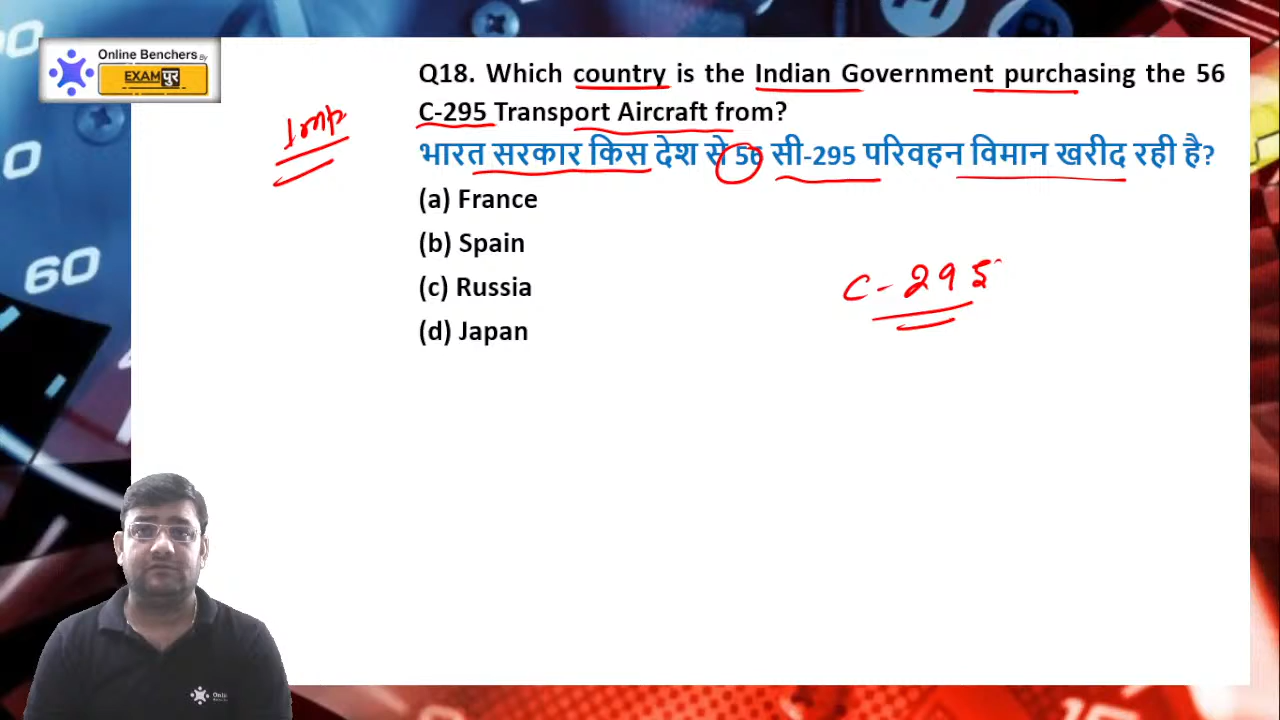 Online Benchers By
EXAMपुर
Q18. Which country is the Indian Government purchasing the 56
C-295 Transport Aircraft from?
Imp
भारत सरकार किस देश से 56 सी-295 परिवहन विमान खरीद रही है?
(a) France
(b) Spain
(c) Russia
(d) Japan
C-295
60